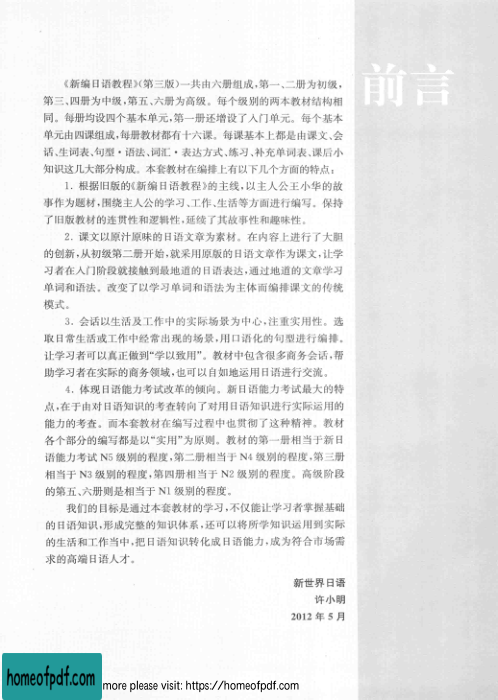 前言
《新编日语教程》(第三版)一共由六册组成,第一、二册为初级,
第三、四册为中级,第五、六册为高级。每个级别的两本教材结构相
同。每册均设四个基本单元,第一册还增设了入门单元。每个基本
单元由四课组成,每册教材都有十六课。每课基本上都是由课文、会
话、生词表、句型·语法、词汇·表达方式、练习、补充单词表、课后小
知识这几大部分构成。本套教材在编排上有以下几个方面的特点:
1. 根据旧版的《新编日语教程》的主线,以主人公王小华的故
事作为题材,围绕主人公的学习、工作、生活等方面进行编写。保持
了旧版教材的连贯性和逻辑性,延续了其故事性和趣味性。
2. 课文以原汁原味的日语文章为素材。在内容上进行了大胆
的创新,从初级第二册开始,就采用原版的日语文章作为课文,让学
习者在入门阶段就接触到最地道的日语表达,通过地道的文章学习
单词和语法。改变了以学习单词和语法为主体而编排课文的传统
模式。
3. 会话以生活及工作中的实际场景为中心,注重实用性。选
取日常生活或工作中经常出现的场景,用口语化的句型进行编排。
让学习者可以真正做到“学以致用”。教材中包含很多商务会话,帮
助学习者在实际的商务领域,也可以自如地运用日语进行交流。
4. 体现日语能力考试改革的倾向。新日语能力考试最大的特
点,在于由对日语知识的考查转向了对用日语知识进行实际运用的
能力的考查。而本套教材在编写过程中也贯彻了这种精神。教材
各个部分的编写都是以“实用”为原则。教材的第一册相当于新日
语能力考试 N5 级别的程度,第二册相当于 N4 级别的程度,第三册
相当于 N3 级别的程度,第四册相当于 N2 级别的程度。高级阶段
的第五、六册则是相当于 N1 级别的程度。
我们的目标是通过本套教材的学习,不仅能让学习者掌握基础
的日语知识,形成完整的知识体系,还可以将所学知识运用到实际
的生活和工作当中,把日语知识转化成日语能力,成为符合市场需
求的高端日语人才。
新世界日语
许小明
2012 年 5 月
homeofpdf.com
more please visit: https://homeofpdf.com